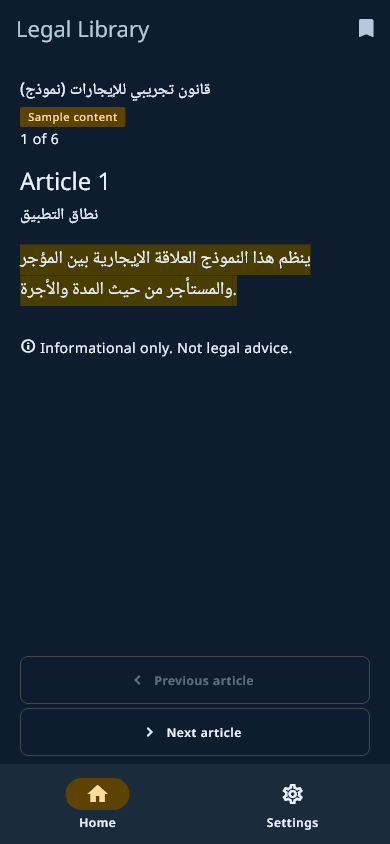 Legal Library
قانون تجريبي للإيجارات (نموذج)
Sample content
1 of 6
Article 1
نطاق التطبيق
ينظم هذا النموذج العلاقة الإيجارية بين المؤجر
والمستأجر من حيث المدة والأجرة.
Informational only. Not legal advice.
Previous article
Next article
Home
Settings